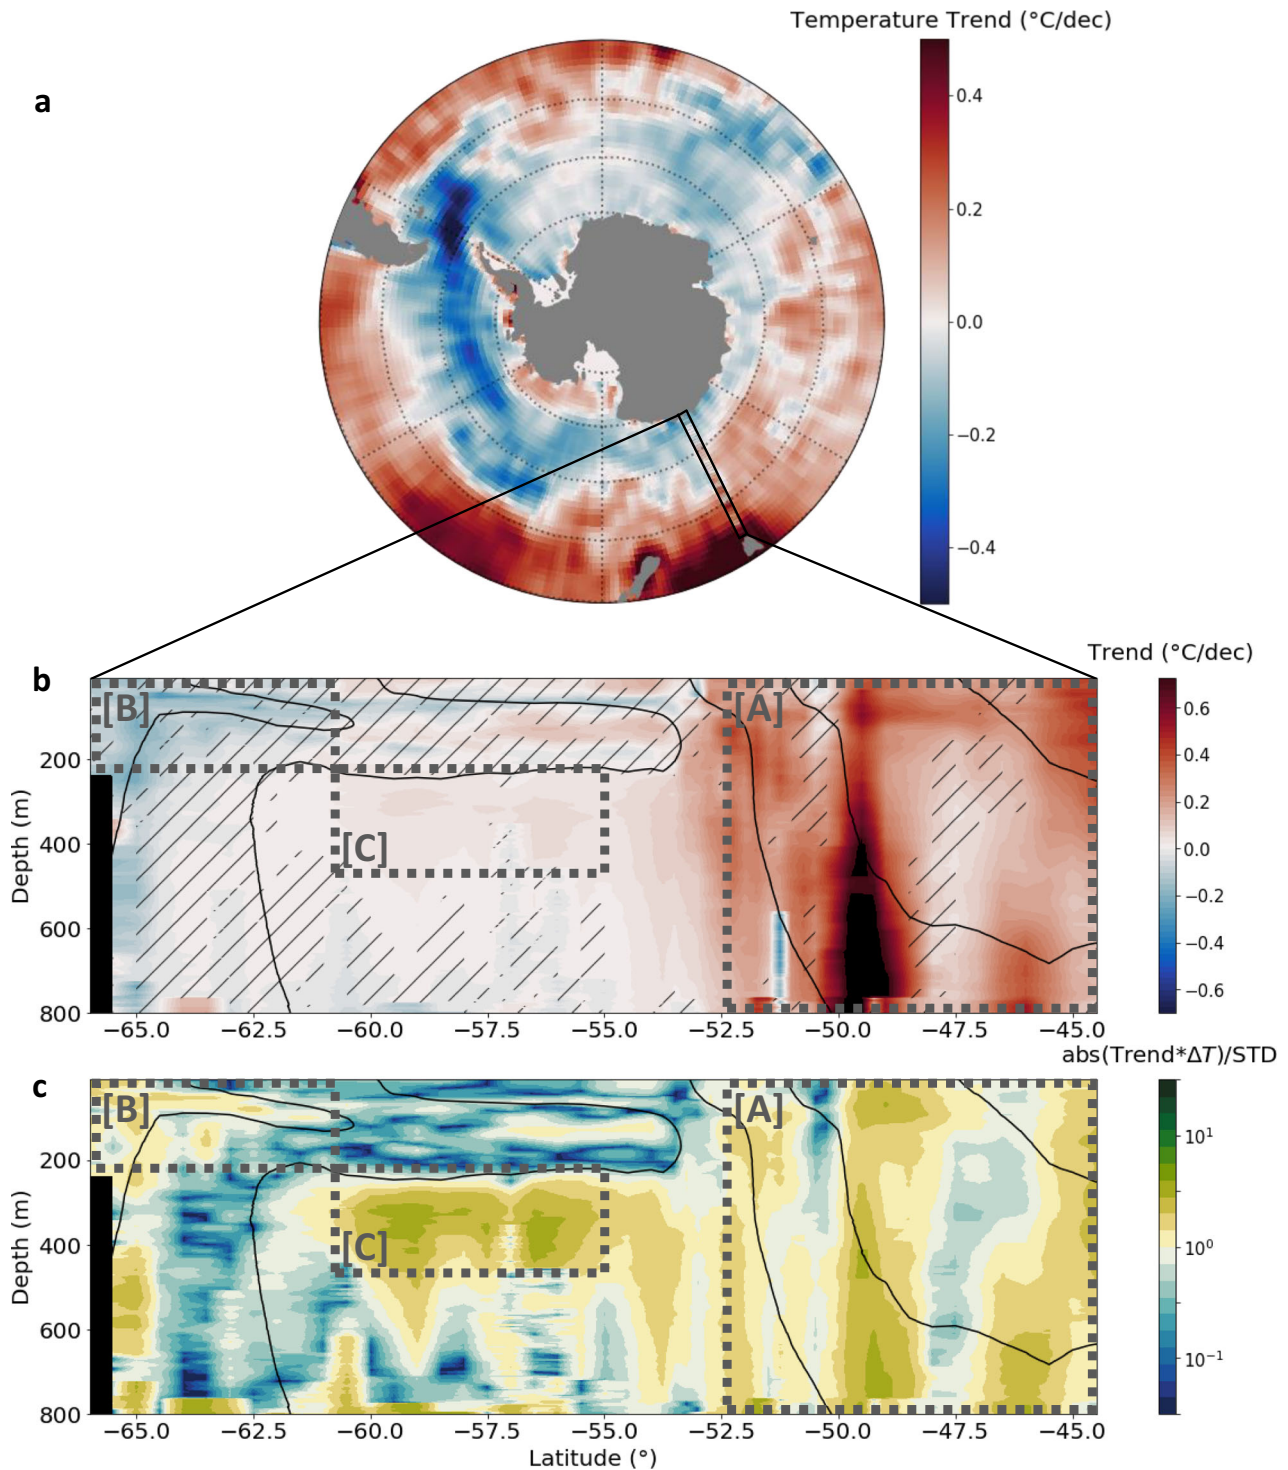 Temperature Trend (°C/dec)
a
0.4
0.2
0.0
−0.2
−0.4
b
Trend (°C/dec)
[B]
[A]
[C]
200
400
600
800
Depth (m)
0.6
0.4
0.2
0.0
−0.2
−0.4
−0.6
−65.0 −62.5 −60.0 −57.5 −55.0 −52.5 −50.0 −47.5 −45.0
abs(Trend*ΔT)/STD
c
[B]
[A]
[C]
200
400
600
800
Depth (m)
10¹
10⁰
10⁻¹
−65.0 −62.5 −60.0 −57.5 −55.0 −52.5 −50.0 −47.5 −45.0
Latitude (°)